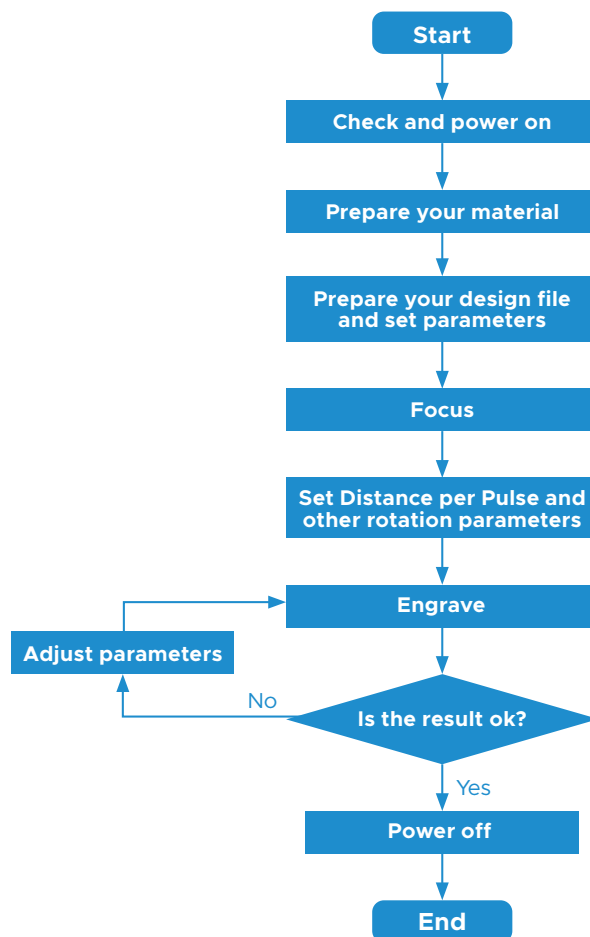 Start
Check and power on
Prepare your material
Prepare your design file
and set parameters
Focus
Set Distance per Pulse and
other rotation parameters
Engrave
Adjust parameters
No
Is the result ok?
Yes
Power off
End